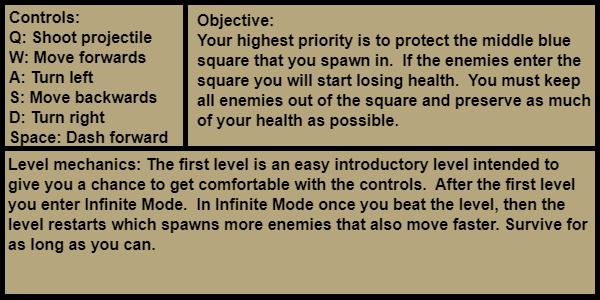 Controls:
Q: Shoot projectile
W: Move forwards
A: Turn left
S: Move backwards
D: Turn right
Space: Dash forward
Objective:
Your highest priority is to protect the middle blue
square that you spawn in.  If the enemies enter the
square you will start losing health.  You must keep
all enemies out of the square and preserve as much
of your health as possible.
Level mechanics: The first level is an easy introductory level intended to
give you a chance to get comfortable with the controls.  After the first level
you enter Infinite Mode.  In Infinite Mode once you beat the level, then the
level restarts which spawns more enemies that also move faster. Survive for
as long as you can.